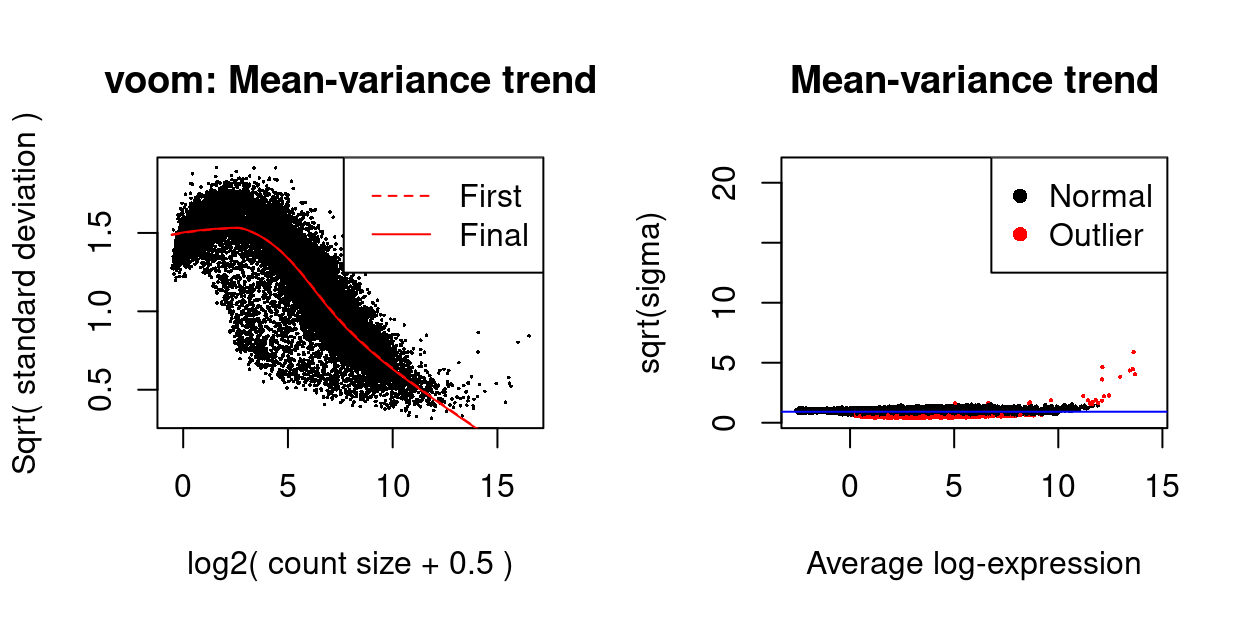 voom: Mean-variance trend
Sqrt( standard deviation )
1.5
1.0
0.5
First
Final
0 5 10 15
log2( count size + 0.5 )
Mean-variance trend
sqrt(sigma)
20
10
5
0
Normal
Outlier
0 5 10 15
Average log-expression